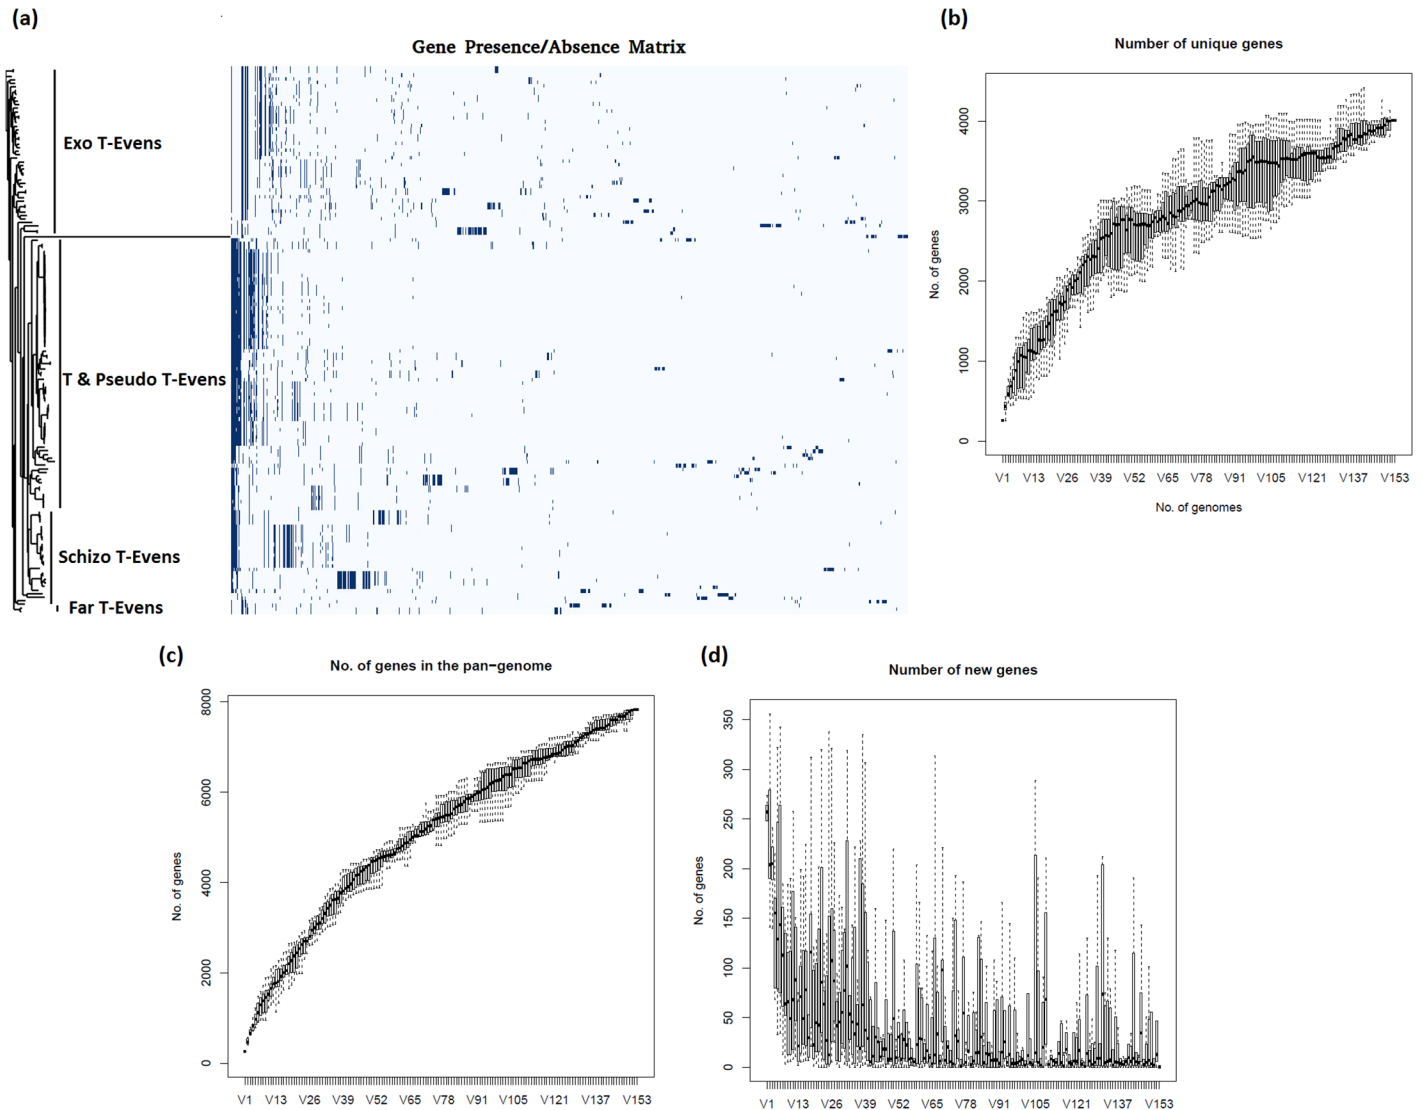 (a)
Gene Presence/Absence Matrix
Exo T-Evens
T & Pseudo T-Evens
Schizo T-Evens
Far T-Evens
(b)
Number of unique genes
No. of genes
4000
3000
2000
1000
0
V1 V13 V26 V39 V52 V65 V78 V91 V105 V121 V137 V153
No. of genomes
(c)
No. of genes in the pan-genome
No. of genes
8000
6000
4000
2000
0
V1 V13 V26 V39 V52 V65 V78 V91 V105 V121 V137 V153
(d)
Number of new genes
No. of genes
350
300
250
200
150
100
50
0
V1 V13 V26 V39 V52 V65 V78 V91 V105 V121 V137 V153